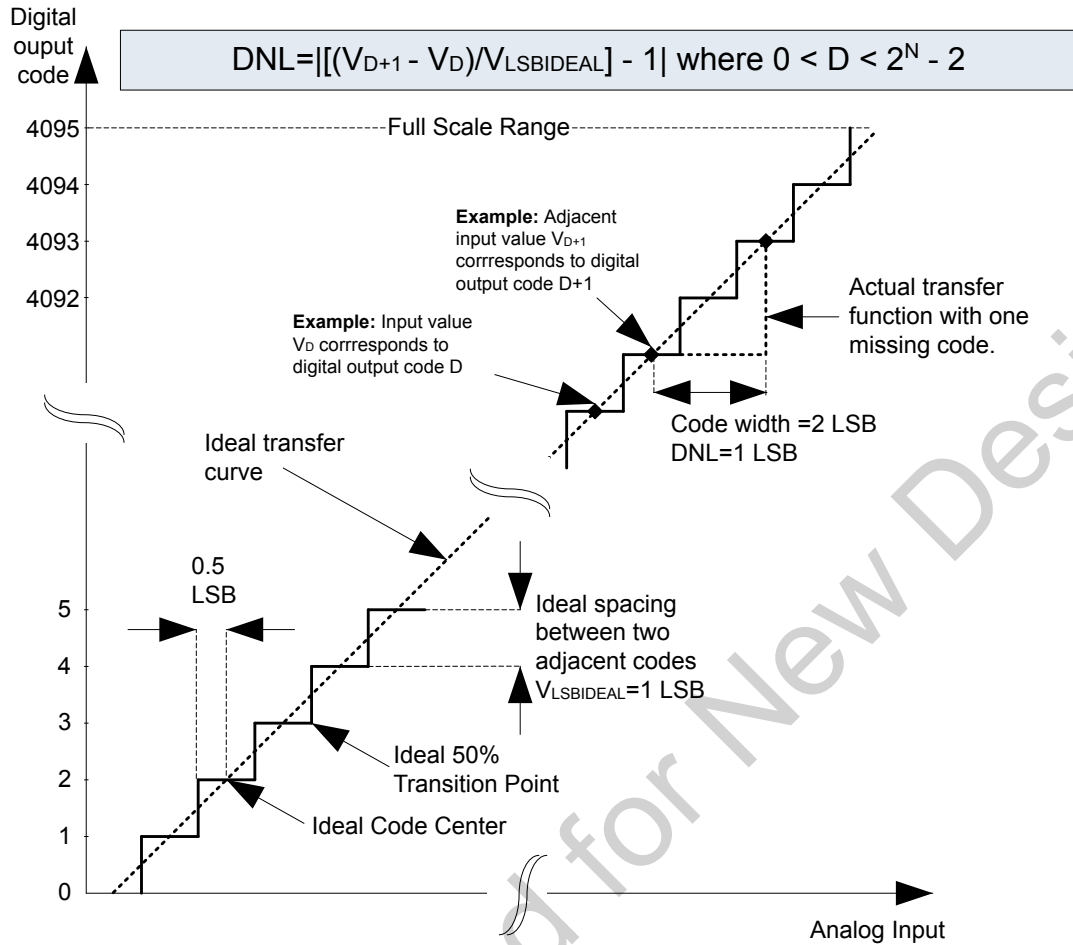 Digital
ouput
code
DNL=|[(VD+1 - VD)/VLSBIDEAL] - 1| where 0 < D < 2^N - 2
4095
Full Scale Range
4094
4093
4092
Example: Adjacent
input value VD+1
corrresponds to digital
output code D+1
Example: Input value
VD corrresponds to
digital output code D
Actual transfer
function with one
missing code.
Code width =2 LSB
DNL=1 LSB
Ideal transfer
curve
0.5
LSB
5
4
3
2
1
0
Ideal spacing
between two
adjacent codes
VLSBIDEAL=1 LSB
Ideal 50%
Transition Point
Ideal Code Center
Analog Input
for New